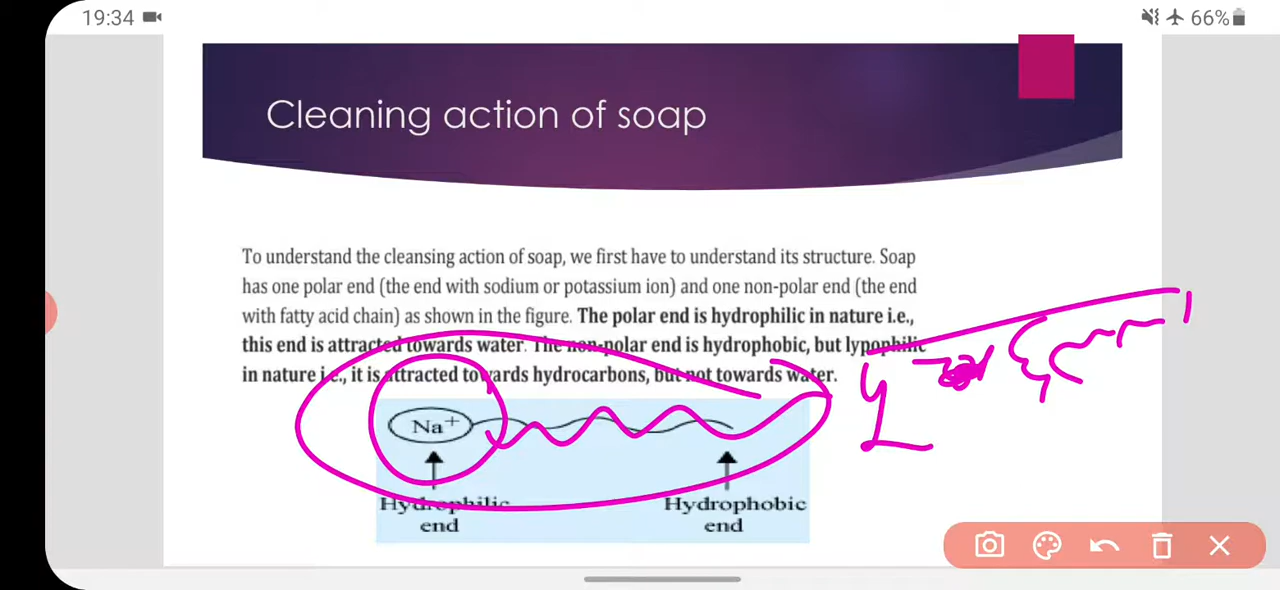 19:34
66%
Cleaning action of soap
To understand the cleansing action of soap, we first have to understand its structure. Soap
has one polar end (the end with sodium or potassium ion) and one non-polar end (the end
with fatty acid chain) as shown in the figure. The polar end is hydrophilic in nature i.e.,
this end is attracted towards water. The non-polar end is hydrophobic, but lypophilic
in nature i.e., it is attracted towards hydrocarbons, but not towards water.
Na+
Hydrophilic
end
Hydrophobic
end